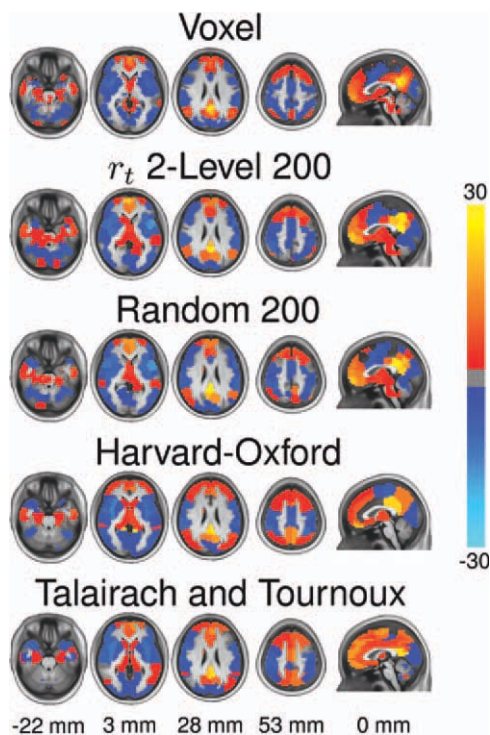 Voxel
r_t 2-Level 200
30
Random 200
Harvard-Oxford
-30
Talairach and Tournoux
-22 mm 3 mm 28 mm 53 mm 0 mm